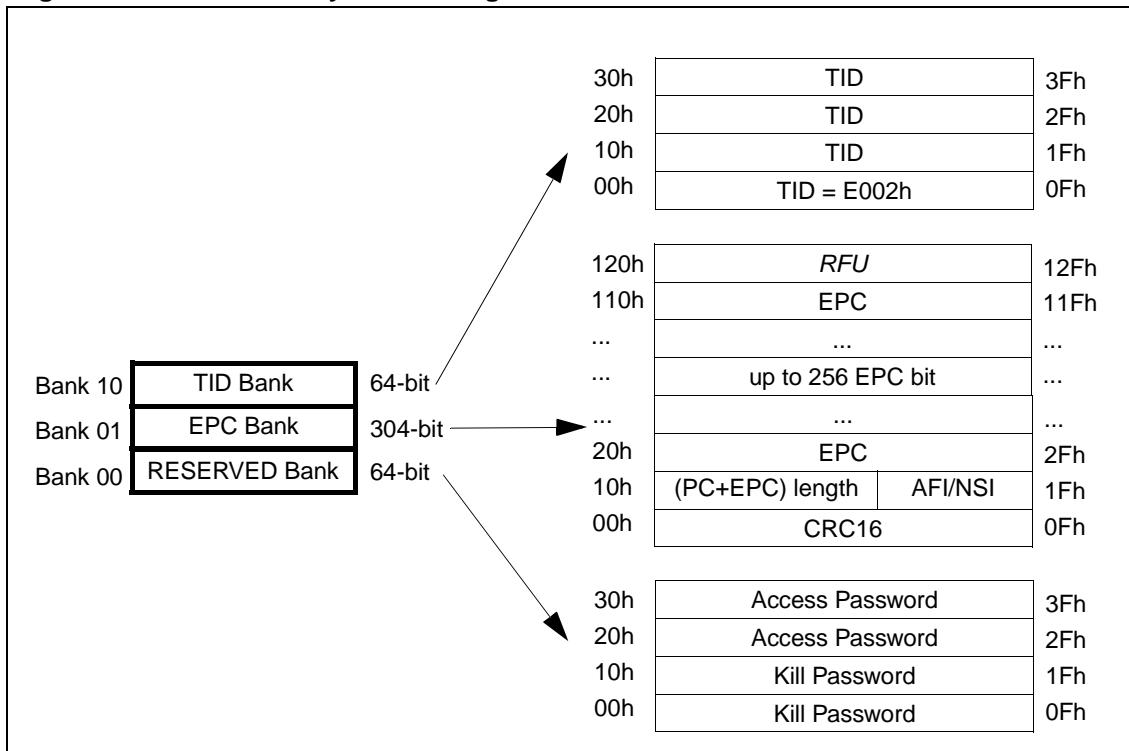 30h TID 3Fh
20h TID 2Fh
10h TID 1Fh
00h TID = E002h 0Fh
120h RFU 12Fh
110h EPC 11Fh
... ... ...
... up to 256 EPC bit ...
... ... ...
20h EPC 2Fh
10h (PC+EPC) length AFI/NSI 1Fh
00h CRC16 0Fh
Bank 10 TID Bank 64-bit
Bank 01 EPC Bank 304-bit
Bank 00 RESERVED Bank 64-bit
30h Access Password 3Fh
20h Access Password 2Fh
10h Kill Password 1Fh
00h Kill Password 0Fh